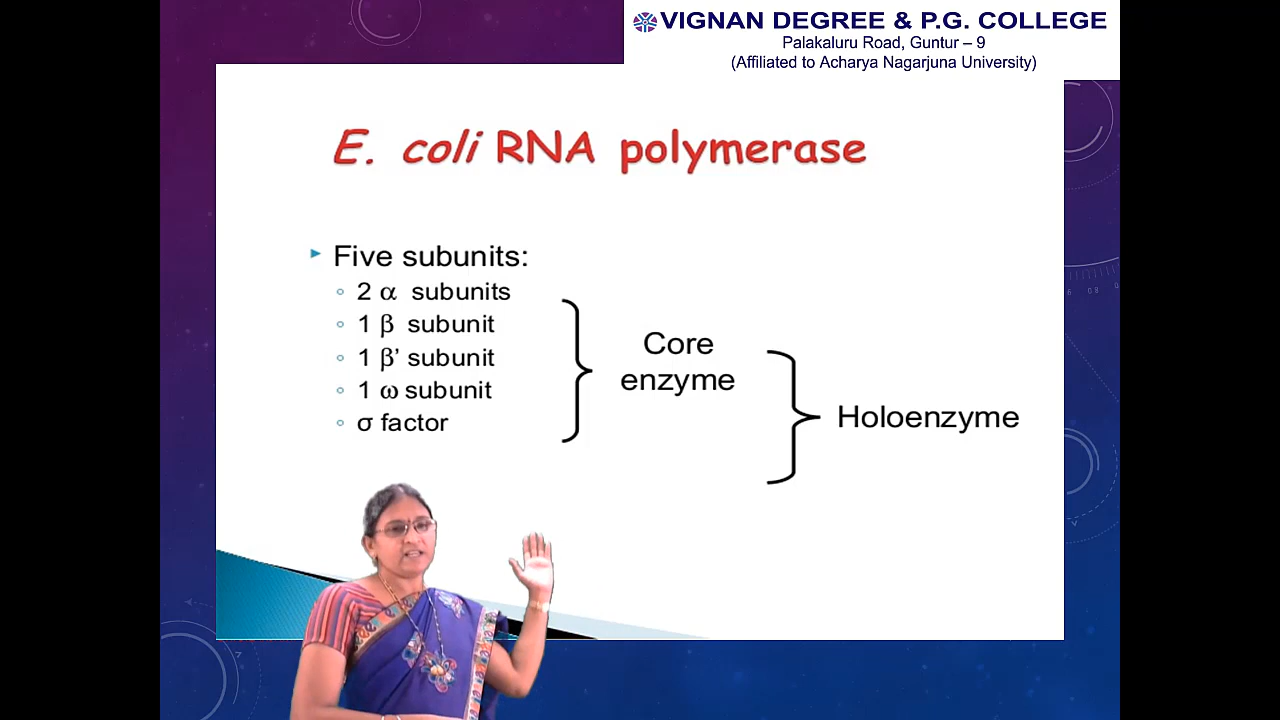 VIGNAN DEGREE & P.G. COLLEGE
Palakaluru Road, Guntur – 9
(Affiliated to Acharya Nagarjuna University)
E. coli RNA polymerase
Five subunits:
2 α subunits
1 β subunit
1 β’ subunit
1 ω subunit
σ factor
Core
enzyme
Holoenzyme